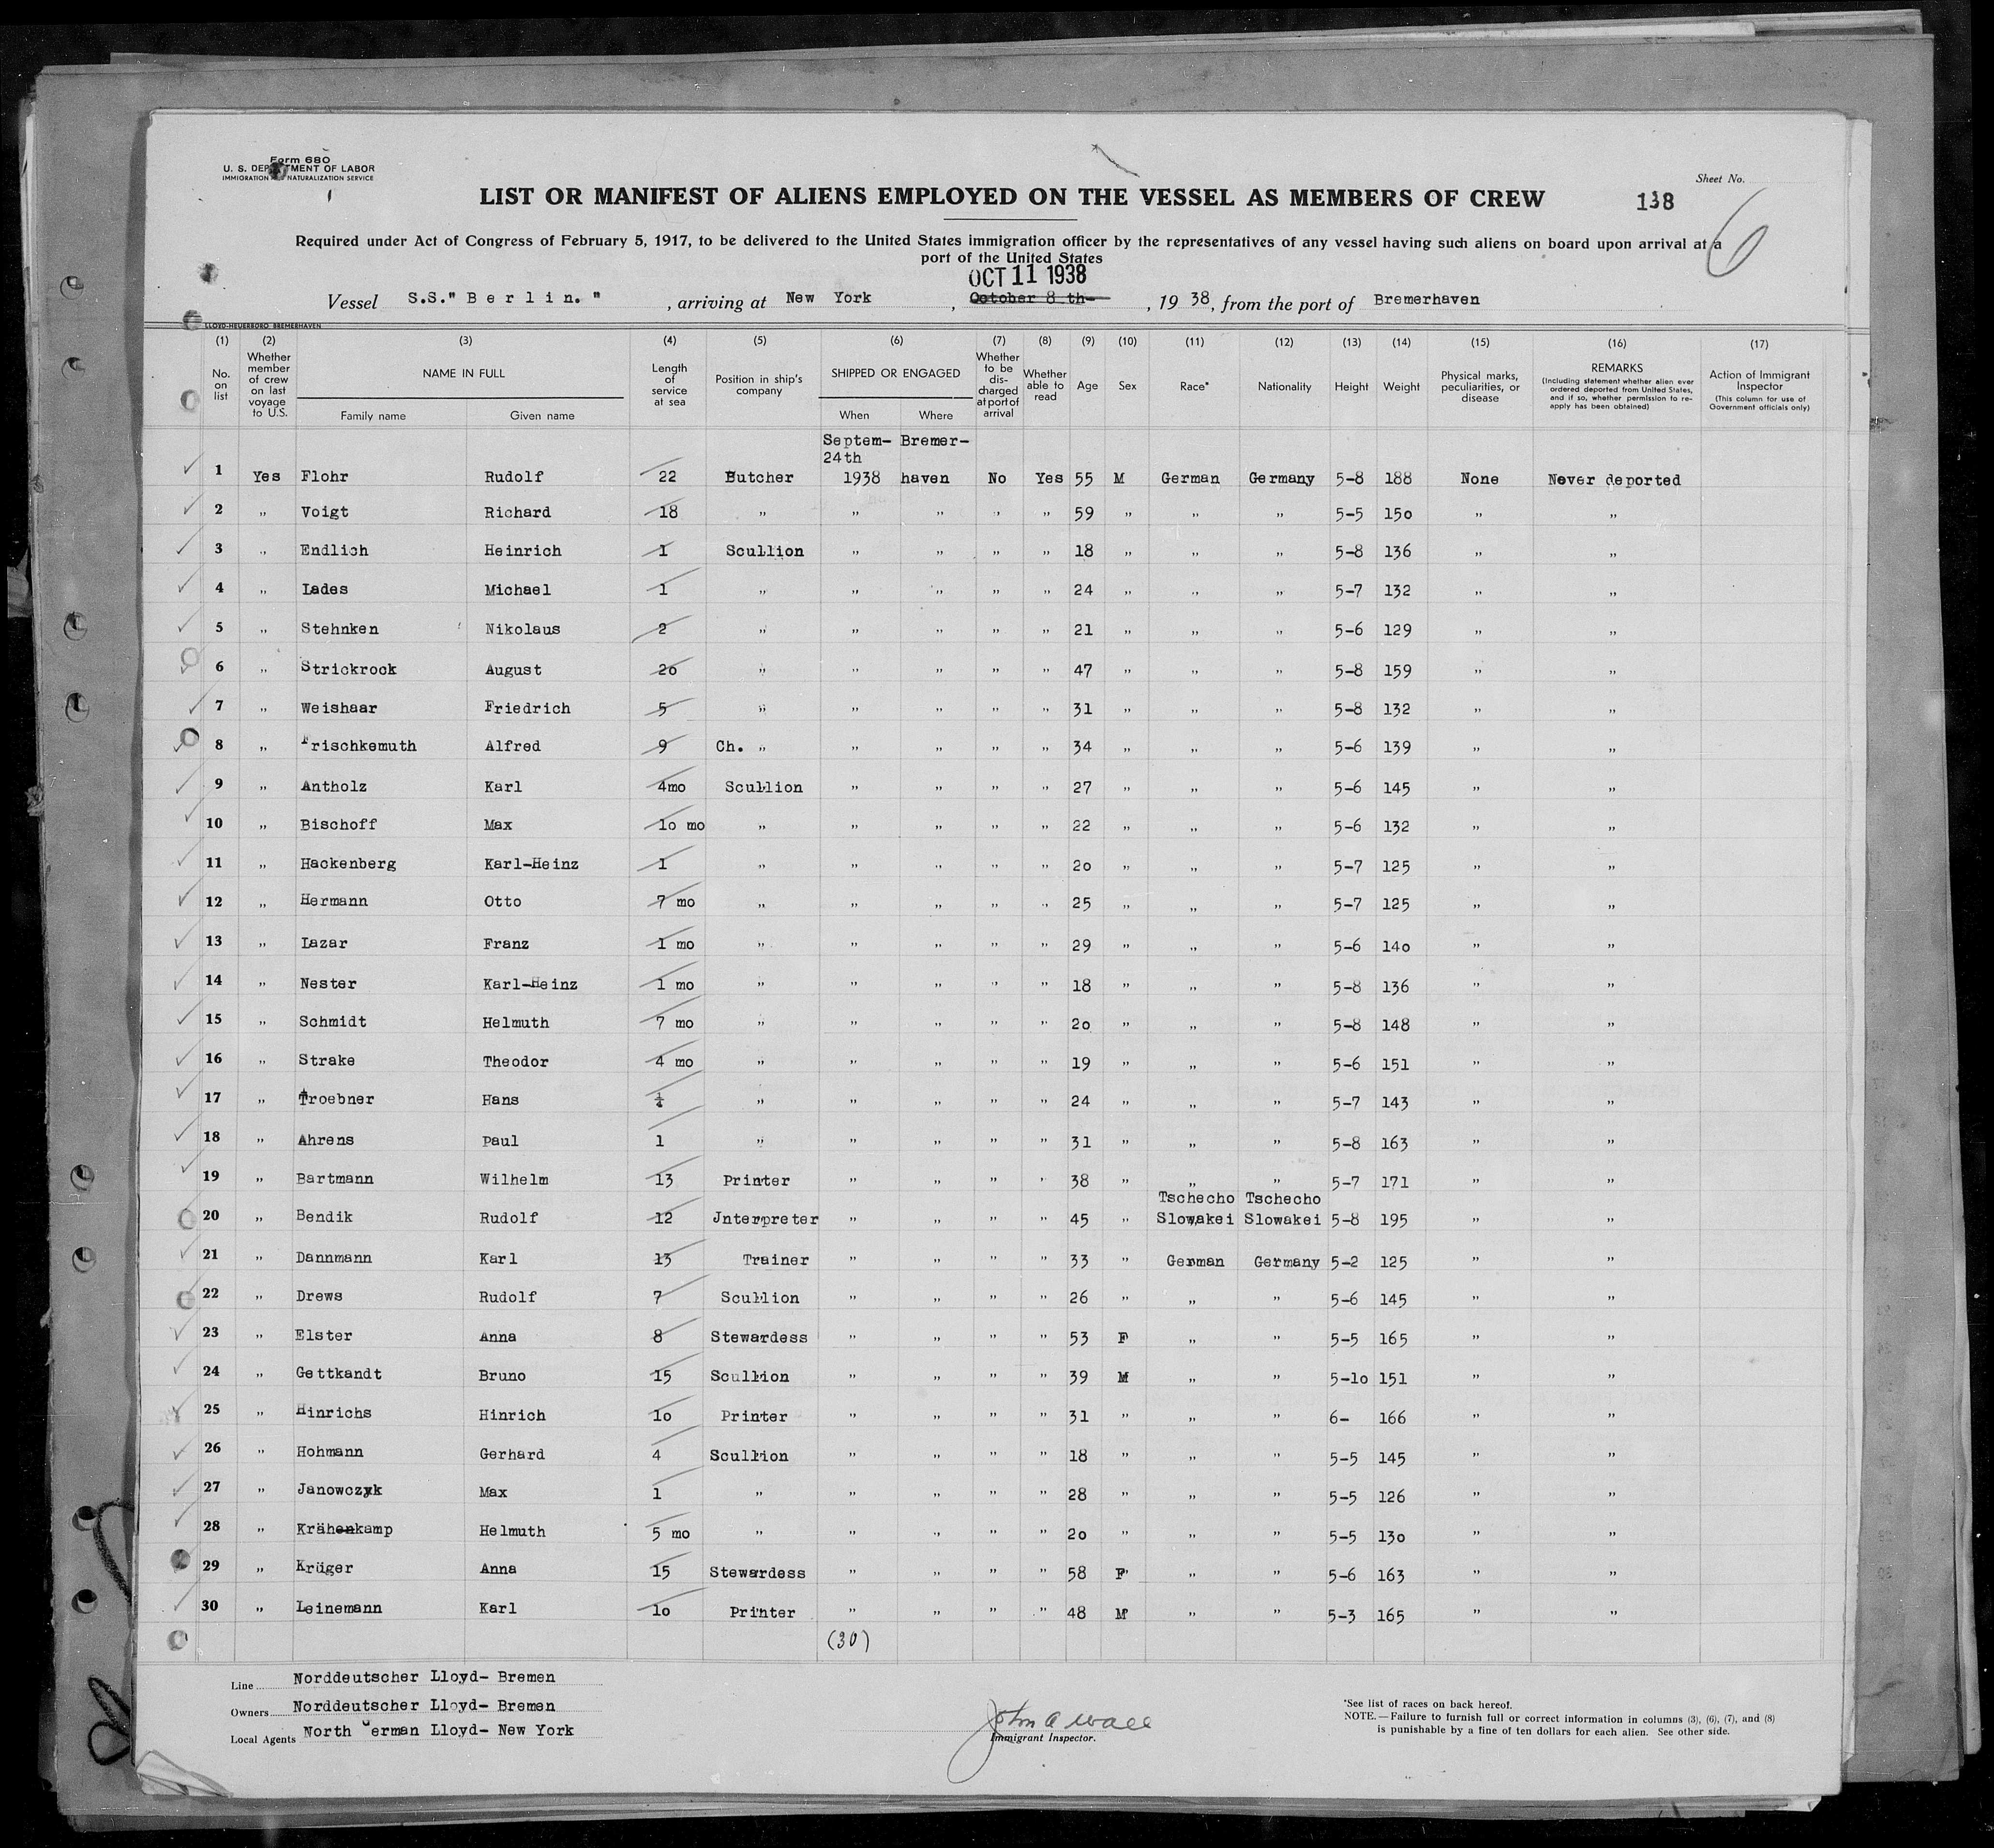 Form 680
U. S. DEPARTMENT OF LABOR
IMMIGRATION NATURALIZATION SERVICE
Sheet No.
LIST OR MANIFEST OF ALIENS EMPLOYED ON THE VESSEL AS MEMBERS OF CREW
138
6
Required under Act of Congress of February 5, 1917, to be delivered to the United States immigration officer by the representatives of any vessel having such aliens on board upon arrival at a
port of the United States
OCT 11 1938
Vessel S.S." B e r l i n. " , arriving at New York , October 8 th- , 19 38, from the port of Bremerhaven
LLOYD-HEUERBÜRO BREMERHAVEN
(1) (2) (3) (4) (5) (6) (7) (8) (9) (10) (11) (12) (13) (14) (15) (16) (17)
No. on list Whether member of crew on last voyage to U.S. NAME IN FULL Family name Given name Length of service at sea Position in ship's company SHIPPED OR ENGAGED When Where Whether to be dis-charged at port of arrival Whether able to read Age Sex Race* Nationality Height Weight Physical marks, peculiarities, or disease REMARKS (Including statement whether alien ever ordered deported from United States, and if so, whether permission to re-apply has been obtained) Action of Immigrant Inspector (This column for use of Government officials only)
Septem- Bremer-
24th
1 Yes Flohr Rudolf 22 Butcher 1938 haven No Yes 55 M German Germany 5-8 188 None Never deported
2 " Voigt Richard 18 " " " " " 59 " " " 5-5 15o " "
3 " Endlich Heinrich 1 Scullion " " " " 18 " " " 5-8 136 " "
4 " Lades Michael 1 " " " " " 24 " " " 5-7 132 " "
5 " Stehnken Nikolaus 2 " " " " " 21 " " " 5-6 129 " "
6 " Strickrock August 2o " " " " " 47 " " " 5-8 159 " "
7 " Weishaar Friedrich 5 " " " " " 31 " " " 5-8 132 " "
8 " Frischkemuth Alfred 9 Ch. " " " " " 34 " " " 5-6 139 " "
9 " Antholz Karl 4mo Scullion " " " " 27 " " " 5-6 145 " "
10 " Bischoff Max 1o mo " " " " " 22 " " " 5-6 132 " "
11 " Hackenberg Karl-Heinz 1 " " " " " 2o " " " 5-7 125 " "
12 " Hermann Otto 7 mo " " " " " 25 " " " 5-7 125 " "
13 " Lazar Franz 1 mo " " " " " 29 " " " 5-6 14o " "
14 " Nester Karl-Heinz 1 mo " " " " " 18 " " " 5-8 136 " "
15 " Schmidt Helmuth 7 mo " " " " " 2o " " " 5-8 148 " "
16 " Strake Theodor 4 mo " " " " " 19 " " " 5-6 151 " "
17 " Troebner Hans " " " " " 24 " " " 5-7 143 " "
18 " Ahrens Paul 1 " " " " " 31 " " " 5-8 163 " "
19 " Bartmann Wilhelm 13 Printer " " " " 38 " " " 5-7 171 " "
Tschecho Tschecho
20 " Bendik Rudolf 12 Jnterpreter " " " " 45 " Slowakei Slowakei 5-8 195 " "
21 " Dannmann Karl 13 Trainer " " " " 33 " German Germany 5-2 125 " "
22 " Drews Rudolf 7 Scullion " " " " 26 " " " 5-6 145 " "
23 " Elster Anna 8 Stewardess " " " " 53 F " " 5-5 165 " "
24 " Gettkandt Bruno 15 Scullion " " " " 39 M " " 5-1o 151 " "
25 " Hinrichs Hinrich 1o Printer " " " " 31 " " " 6- 166 " "
26 " Hohmann Gerhard 4 Scullion " " " " 18 " " " 5-5 145 " "
27 " Janowczyk Max 1 " " " " " 28 " " " 5-5 126 " "
28 " Krähenkamp Helmuth 5 mo " " " " " 2o " " " 5-5 13o " "
29 " Krüger Anna 15 Stewardess " " " " 58 F " " 5-6 163 " "
30 " Leinemann Karl 1o Printer " " " " 48 M " " 5-3 165 " "
(30)
Line Norddeutscher Lloyd- Bremen
Owners Norddeutscher Lloyd- Bremen
Local Agents North German Lloyd- New York
John A Wall
Immigrant Inspector.
*See list of races on back hereof.
NOTE.—Failure to furnish full or correct information in columns (3), (6), (7), and (8)
is punishable by a fine of ten dollars for each alien. See other side.